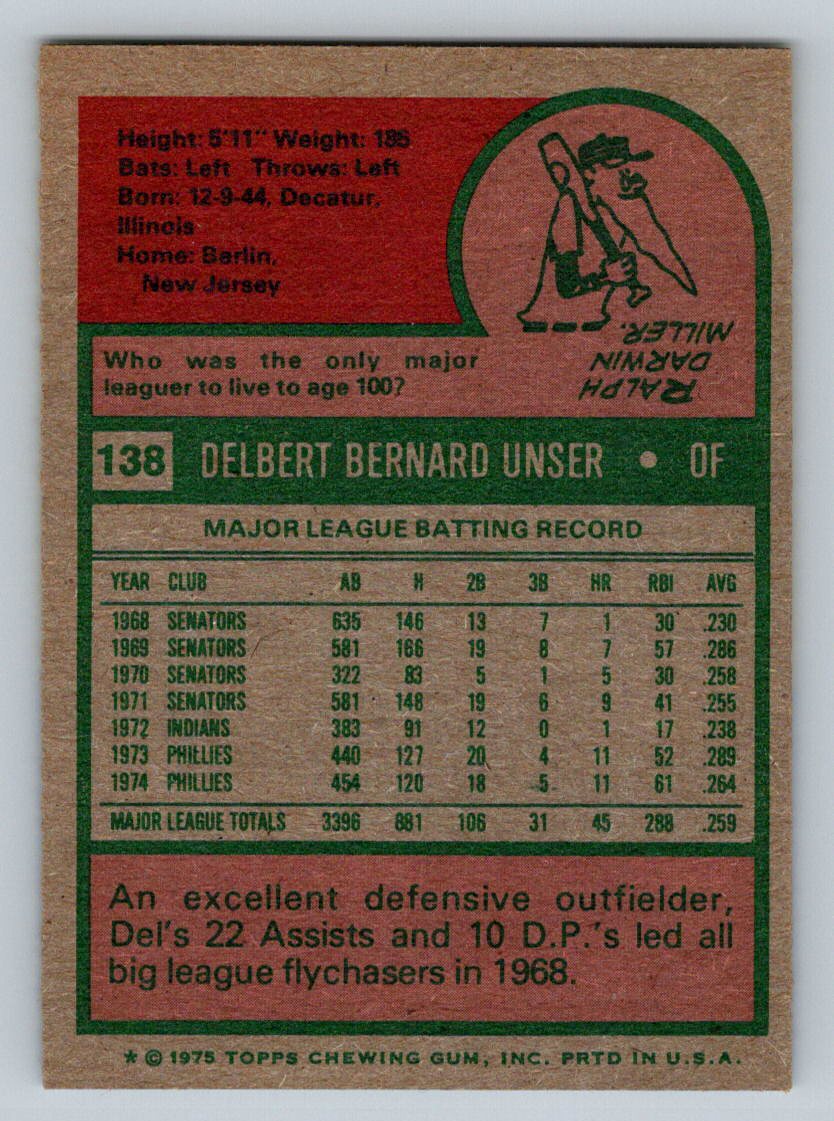 Height: 5'11" Weight: 185
Bats: Left Throws: Left
Born: 12-9-44, Decatur,
Illinois
Home: Berlin,
New Jersey
Who was the only major
leaguer to live to age 100?
RALPH
DARWIN
MILLER.
138 DELBERT BERNARD UNSER • OF
MAJOR LEAGUE BATTING RECORD
YEAR CLUB AB H 2B 3B HR RBI AVG
1968 SENATORS 635 146 13 7 1 30 .230
1969 SENATORS 581 166 19 8 7 57 .286
1970 SENATORS 322 83 5 1 5 30 .258
1971 SENATORS 581 148 19 6 9 41 .255
1972 INDIANS 383 91 12 0 1 17 .238
1973 PHILLIES 440 127 20 4 11 52 .289
1974 PHILLIES 454 120 18 5 11 61 .264
MAJOR LEAGUE TOTALS 3396 881 106 31 45 288 .259
An excellent defensive outfielder,
Del's 22 Assists and 10 D.P.'s led all
big league flychasers in 1968.
* © 1975 TOPPS CHEWING GUM, INC. PRTD IN U.S.A.